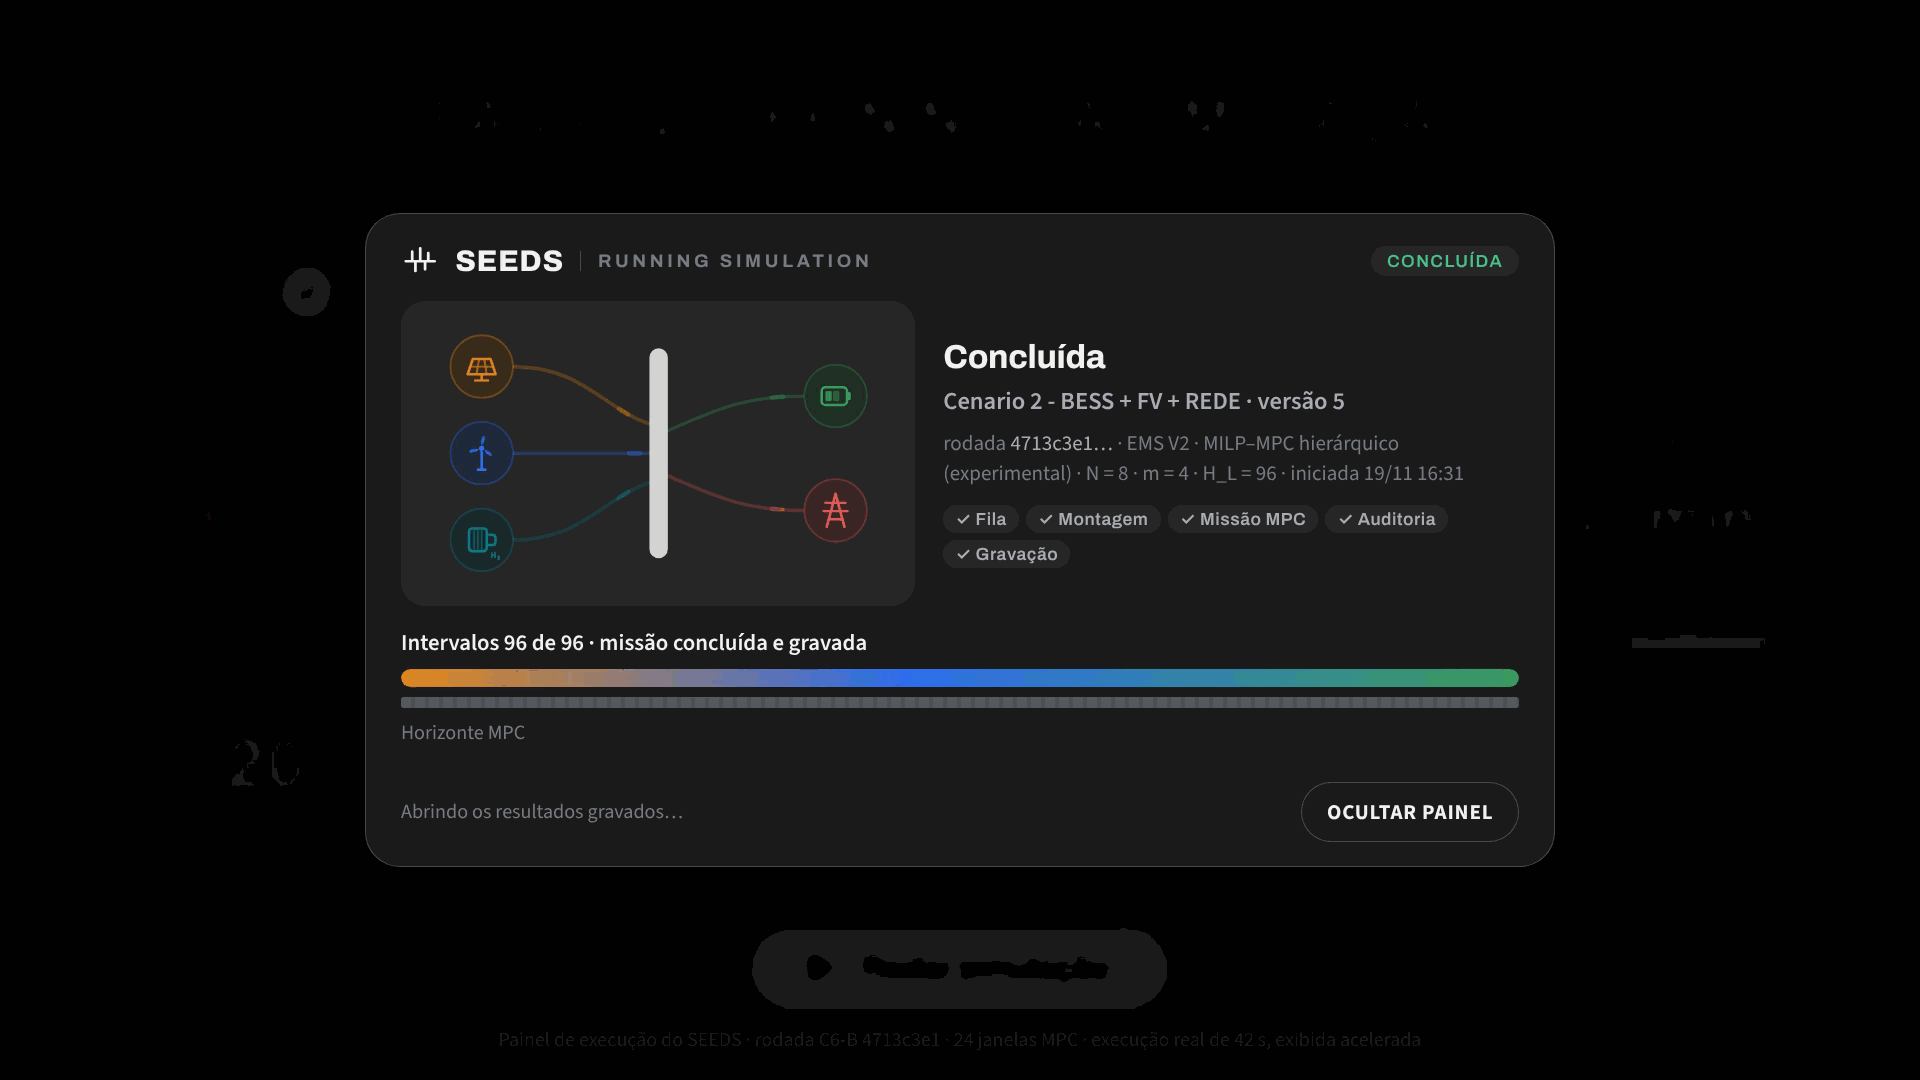 SEEDS | RUNNING SIMULATION
CONCLUÍDA
Concluída
Cenario 2 - BESS + FV + REDE · versão 5
rodada 4713c3e1… · EMS V2 · MILP–MPC hierárquico
(experimental) · N = 8 · m = 4 · H_L = 96 · iniciada 19/11 16:31
✓ Fila ✓ Montagem ✓ Missão MPC ✓ Auditoria
✓ Gravação
H₂
Intervalos 96 de 96 · missão concluída e gravada
Horizonte MPC
20
Abrindo os resultados gravados…
OCULTAR PAINEL
Painel de execução do SEEDS · rodada C6-B 4713c3e1 · 24 janelas MPC · execução real de 42 s, exibida acelerada